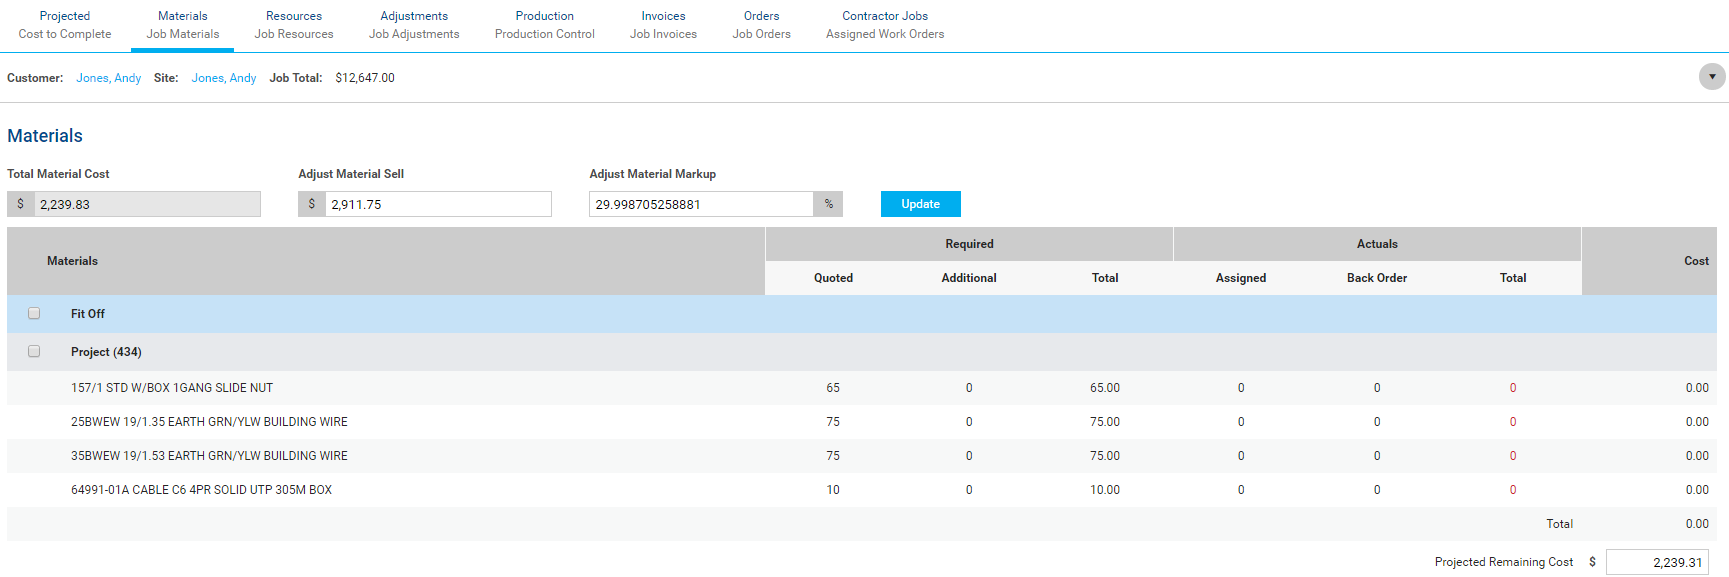 Projected Materials Resources Adjustments Production Invoices Orders Contractor Jobs
Cost to Complete Job Materials Job Resources Job Adjustments Production Control Job Invoices Job Orders Assigned Work Orders
Customer: Jones, Andy Site: Jones, Andy Job Total: $12,647.00
Materials
Total Material Cost Adjust Material Sell Adjust Material Markup
$ 2,239.83 $ 2,911.75 29.998705258881 % Update
Required Actuals
Materials Cost
Quoted Additional Total Assigned Back Order Total
Fit Off
Project (434)
157/1 STD W/BOX 1GANG SLIDE NUT 65 0 65.00 0 0 0 0.00
25BWEW 19/1.35 EARTH GRN/YLW BUILDING WIRE 75 0 75.00 0 0 0 0.00
35BWEW 19/1.53 EARTH GRN/YLW BUILDING WIRE 75 0 75.00 0 0 0 0.00
64991-01A CABLE C6 4PR SOLID UTP 305M BOX 10 0 10.00 0 0 0 0.00
Total 0.00
Projected Remaining Cost $ 2,239.31